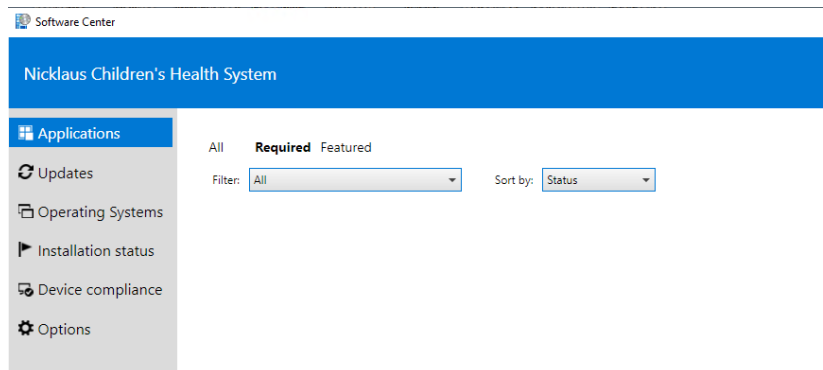 Software Center
Nicklaus Children's Health System
Applications
Updates
Operating Systems
Installation status
Device compliance
Options
All Required Featured
Filter: All Sort by: Status